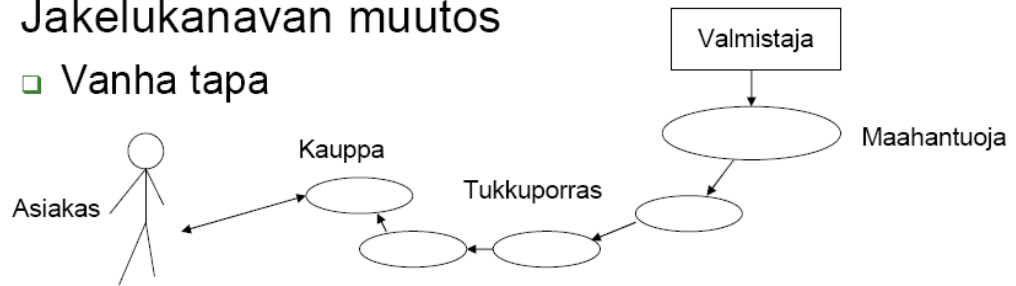 Jakelukanavan muutos
Vanha tapa
Valmistaja
Maahantuoja
Kauppa
Tukkuporras
Asiakas